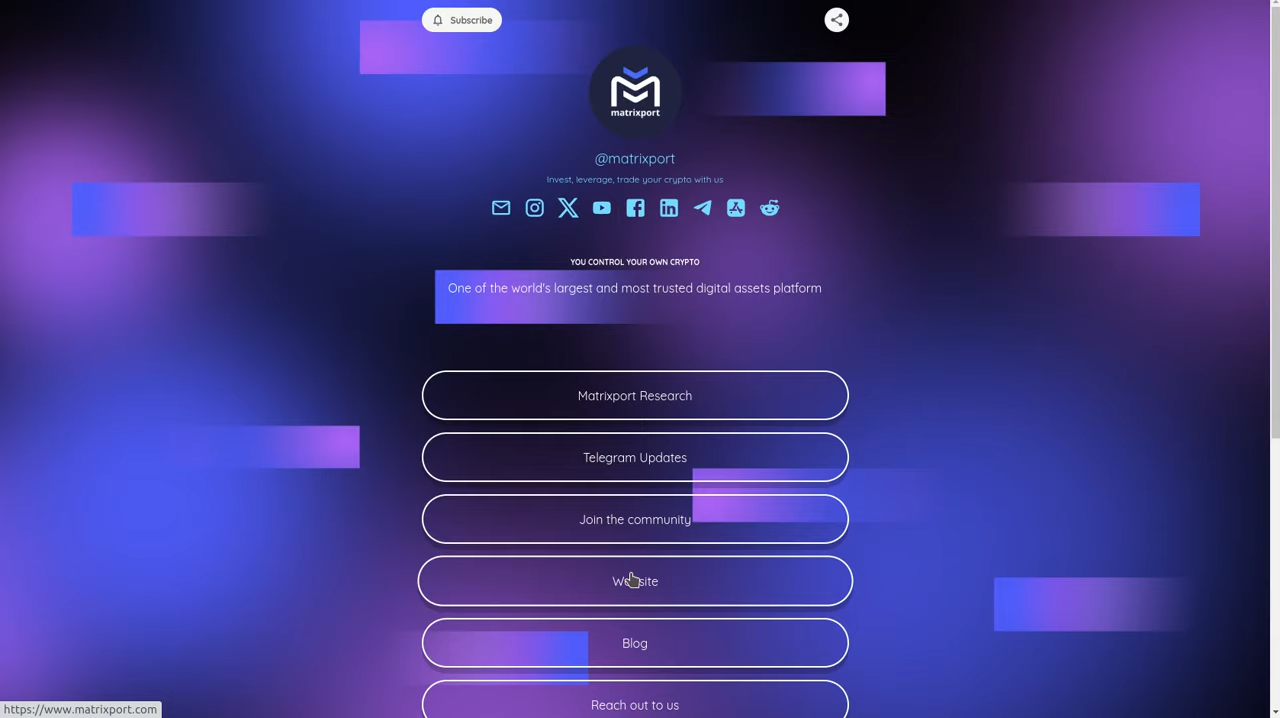 Subscribe
matrixport
@matrixport
Invest, leverage, trade your crypto with us
YOU CONTROL YOUR OWN CRYPTO
One of the world's largest and most trusted digital assets platform
Matrixport Research
Telegram Updates
Join the community
Website
Blog
Reach out to us
https://www.matrixport.com